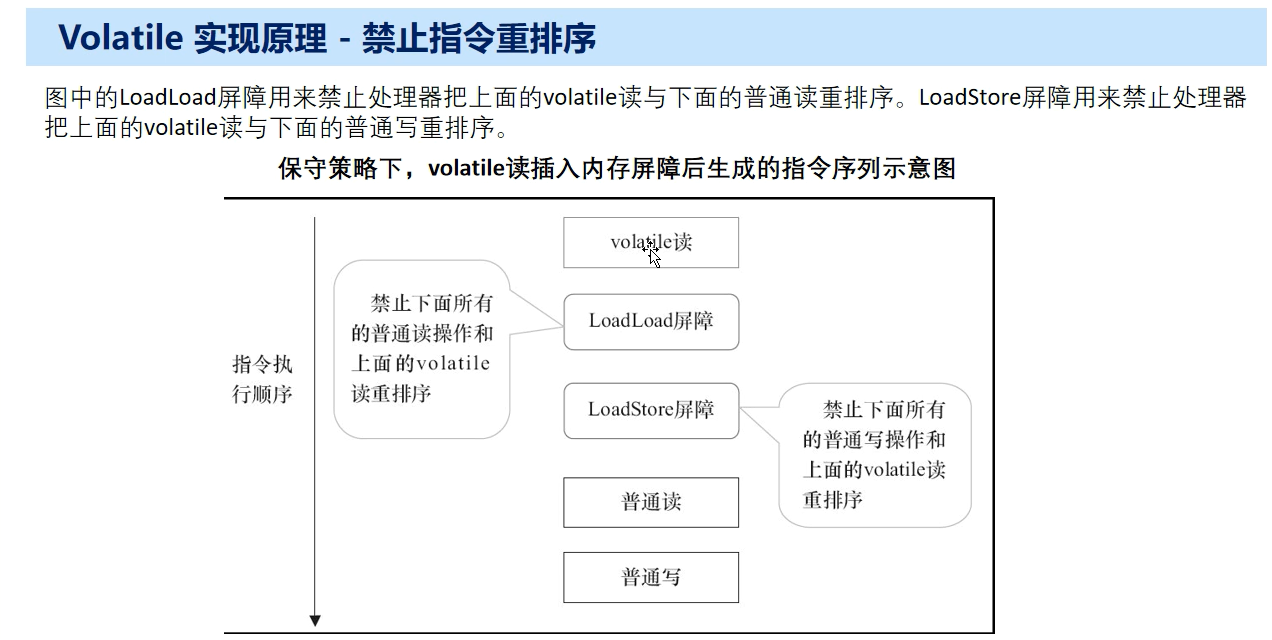 Volatile 实现原理 - 禁止指令重排序
图中的LoadLoad屏障用来禁止处理器把上面的volatile读与下面的普通读重排序。LoadStore屏障用来禁止处理器
把上面的volatile读与下面的普通写重排序。
保守策略下，volatile读插入内存屏障后生成的指令序列示意图
volatile读
禁止下面所有
的普通读操作和
上面的volatile
读重排序
LoadLoad屏障
指令执
行顺序
LoadStore屏障
禁止下面所有
的普通写操作和
上面的volatile读
重排序
普通读
普通写